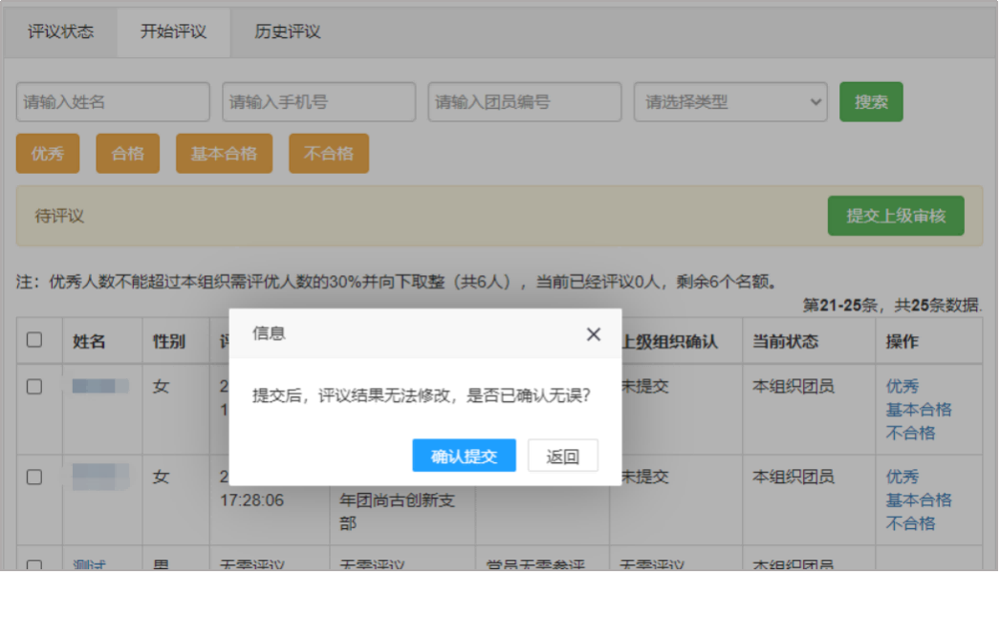 评议状态 开始评议 历史评议
请输入姓名 请输入手机号 请输入团员编号 请选择类型 搜索
优秀 合格 基本合格 不合格
待评议 提交上级审核
注：优秀人数不能超过本组织需评优人数的30%并向下取整（共6人），当前已经评议0人，剩余6个名额。
第21-25条，共25条数据.
信息
提交后，评议结果无法修改，是否已确认无误？
确认提交 返回
姓名 性别 上级组织确认 当前状态 操作
女 2 未提交 本组织团员 优秀
1 基本合格
不合格
女 2 未提交 本组织团员 优秀
17:28:06 年团尚古创新支 基本合格
部 不合格
测试 男 无需评议 无需评议 党员无需参评 无需评议 本组织团员